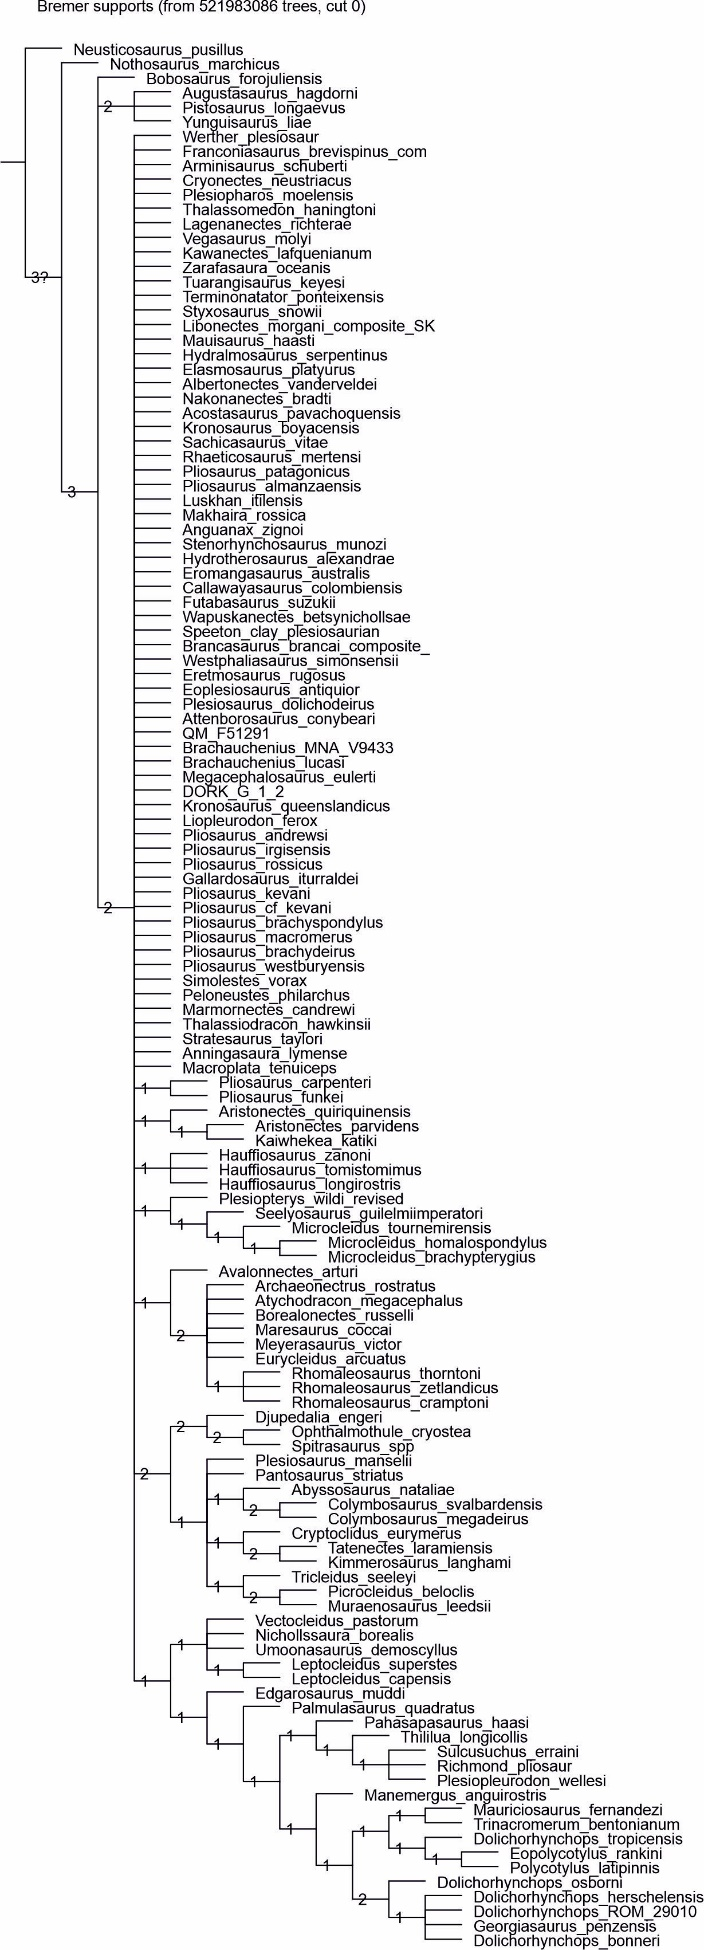 Bremer supports (from 521983086 trees, cut 0)
Neusticosaurus_pusillus
Nothosaurus_marchicus
Bobosaurus_forojuliensis
Augustasaurus_hagdorni
2
Pistosaurus_longaevus
Yunguisaurus_liae
Werther_plesiosaur
Franconiasaurus_brevispinus_com
Arminisaurus_schuberti
Cryonectes_neustriacus
Plesiopharos_moelensis
Thalassomedon_haningtoni
Lagenanectes_richterae
Vegasaurus_molyi
Kawanectes_lafquenianum
Zarafasaura_oceanis
3?
Tuarangisaurus_keyesi
Terminonatator_ponteixensis
Styxosaurus_snowii
Libonectes_morgani_composite_SK
Mauisaurus_haasti
Hydralmosaurus_serpentinus
Elasmosaurus_platyurus
Albertonectes_vanderveldei
Nakonanectes_bradti
Acostasaurus_pavachoquensis
Kronosaurus_boyacensis
Sachicasaurus_vitae
Rhaeticosaurus_mertensi
Pliosaurus_patagonicus
Pliosaurus_almanzaensis
3
Luskhan_itilensis
Makhaira_rossica
Anguanax_zignoi
Stenorhynchosaurus_munozi
Hydrotherosaurus_alexandrae
Eromangasaurus_australis
Callawayasaurus_colombiensis
Futabasaurus_suzukii
Wapuskanectes_betsynichollsae
Speeton_clay_plesiosaurian
Brancasaurus_brancai_composite_
Westphaliasaurus_simonsensii
Eretmosaurus_rugosus
Eoplesiosaurus_antiquior
Plesiosaurus_dolichodeirus
Attenborosaurus_conybeari
QM_F51291
Brachauchenius_MNA_V9433
Brachauchenius_lucasi
Megacephalosaurus_eulerti
DORK_G_1_2
Kronosaurus_queenslandicus
Liopleurodon_ferox
Pliosaurus_andrewsi
Pliosaurus_irgisensis
Pliosaurus_rossicus
Gallardosaurus_iturraldei
Pliosaurus_kevani
2
Pliosaurus_cf_kevani
Pliosaurus_brachyspondylus
Pliosaurus_macromerus
Pliosaurus_brachydeirus
Pliosaurus_westburyensis
Simolestes_vorax
Peloneustes_philarchus
Marmornectes_candrewi
Thalassiodracon_hawkinsii
Stratesaurus_taylori
Anningasaura_lymense
Macroplata_tenuiceps
Pliosaurus_carpenteri
1
Pliosaurus_funkei
Aristonectes_quiriquinensis
1
Aristonectes_parvidens
1
Kaiwhekea_katiki
Hauffiosaurus_zanoni
1
Hauffiosaurus_tomistomimus
Hauffiosaurus_longirostris
Plesiopterys_wildi_revised
1
Seelyosaurus_guilelmiimperatori
1
Microcleidus_tournemirensis
1
Microcleidus_homalospondylus
1
Microcleidus_brachypterygius
Avalonnectes_arturi
Archaeonectrus_rostratus
1
Atychodracon_megacephalus
Borealonectes_russelli
Maresaurus_coccai
2
Meyerasaurus_victor
Eurycleidus_arcuatus
Rhomaleosaurus_thorntoni
1
Rhomaleosaurus_zetlandicus
Rhomaleosaurus_cramptoni
Djupedalia_engeri
2
Ophthalmothule_cryostea
2
Spitrasaurus_spp
Plesiosaurus_manselii
2
Pantosaurus_striatus
Abyssosaurus_nataliae
1
Colymbosaurus_svalbardensis
2
Colymbosaurus_megadeirus
1
Cryptoclidus_eurymerus
1
Tatenectes_laramiensis
2
Kimmerosaurus_langhami
Tricleidus_seeleyi
1
Picrocleidus_beloclis
2
Muraenosaurus_leedsii
Vectocleidus_pastorum
Nichollssaura_borealis
1
Umoonasaurus_demoscyllus
Leptocleidus_superstes
1
Leptocleidus_capensis
1
Edgarosaurus_muddi
Palmulasaurus_quadratus
1
Pahasapasaurus_haasi
1
Thililua_longicollis
1
1
Sulcusuchus_erraini
Richmond_pliosaur
1
Plesiopleurodon_wellesi
1
Manemergus_anguirostris
Mauriciosaurus_fernandezi
1
Trinacromerum_bentonianum
1
1
Dolichorhynchops_tropicensis
1
Eopolycotylus_rankini
1
Polycotylus_latipinnis
1
Dolichorhynchops_osborni
2
Dolichorhynchops_herschelensis
Dolichorhynchops_ROM_29010
1
Georgiasaurus_penzensis
Dolichorhynchops_bonneri